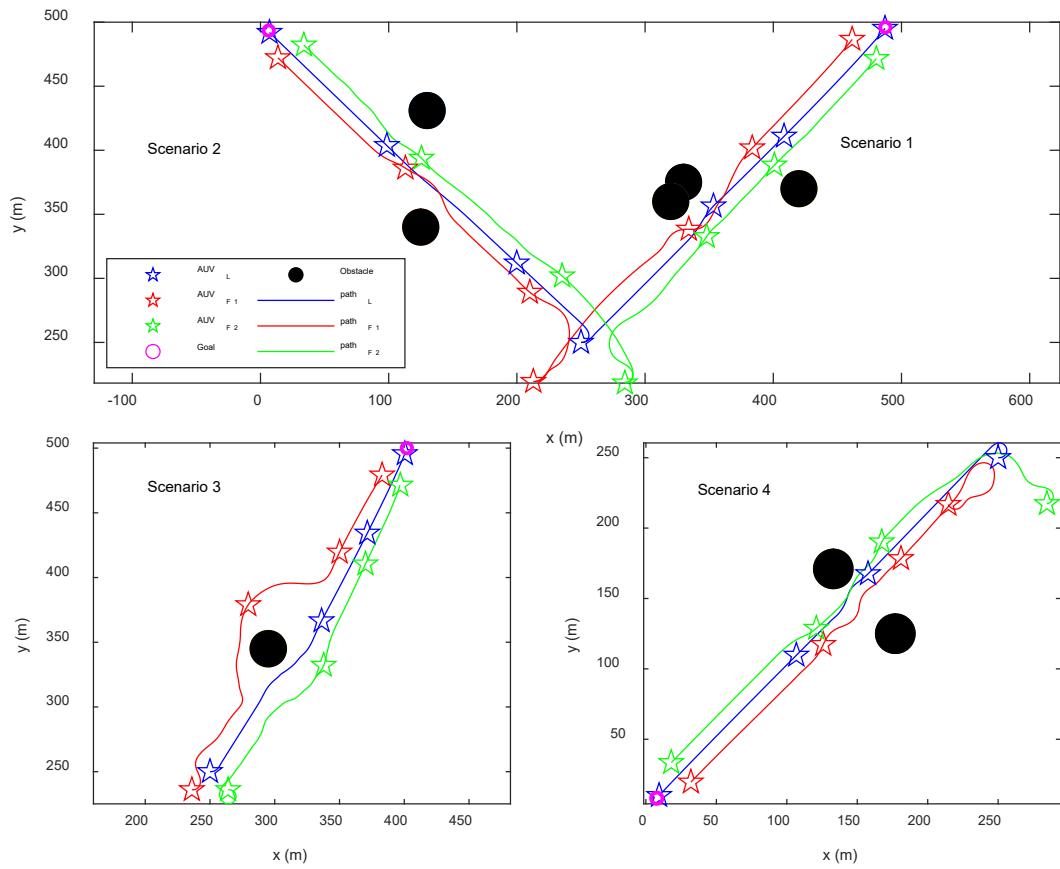 500
450
400
350
300
250
y (m)
Scenario 2
Scenario 1
AUV L
Obstacle
AUV F 1
path L
AUV F 2
path F 1
Goal
path F 2
-100
0
100
200
300
400
500
600
x (m)
500
450
400
350
300
250
y (m)
Scenario 3
200
250
300
350
400
450
x (m)
250
200
150
100
50
y (m)
Scenario 4
0
50
100
150
200
250
x (m)